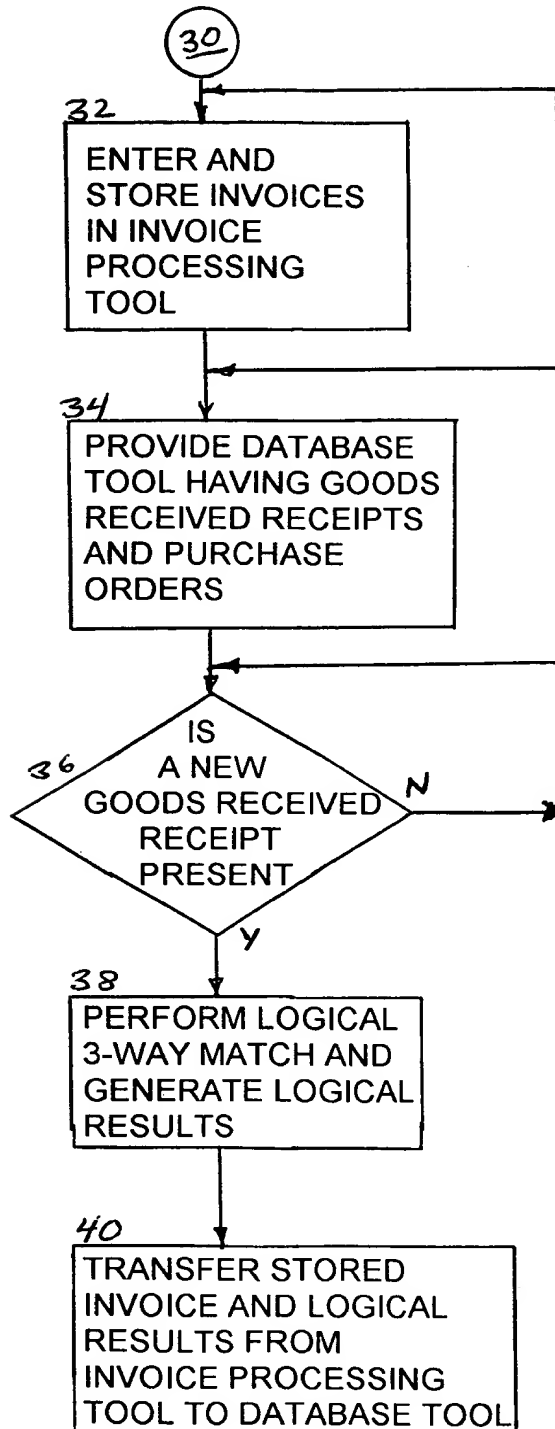 30
32
ENTER AND
STORE INVOICES
IN INVOICE
PROCESSING
TOOL
34
PROVIDE DATABASE
TOOL HAVING GOODS
RECEIVED RECEIPTS
AND PURCHASE
ORDERS
36
IS
A NEW
GOODS RECEIVED
RECEIPT
PRESENT
N
Y
38
PERFORM LOGICAL
3-WAY MATCH AND
GENERATE LOGICAL
RESULTS
40
TRANSFER STORED
INVOICE AND LOGICAL
RESULTS FROM
INVOICE PROCESSING
TOOL TO DATABASE TOOL